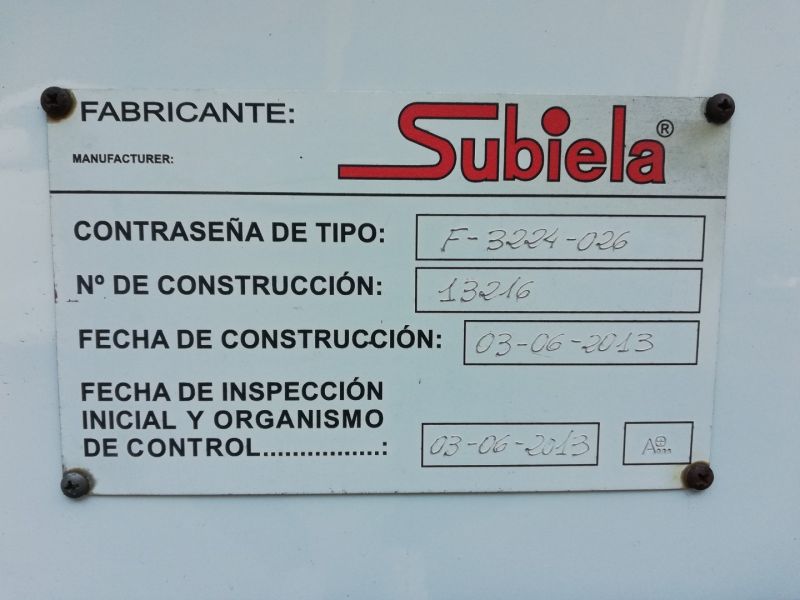 FABRICANTE:
MANUFACTURER:
Subiela®
CONTRASEÑA DE TIPO: F-3224-026
Nº DE CONSTRUCCIÓN: 13216
FECHA DE CONSTRUCCIÓN: 03-06-2013
FECHA DE INSPECCIÓN
INICIAL Y ORGANISMO
DE CONTROL.................: 03-06-2013 A